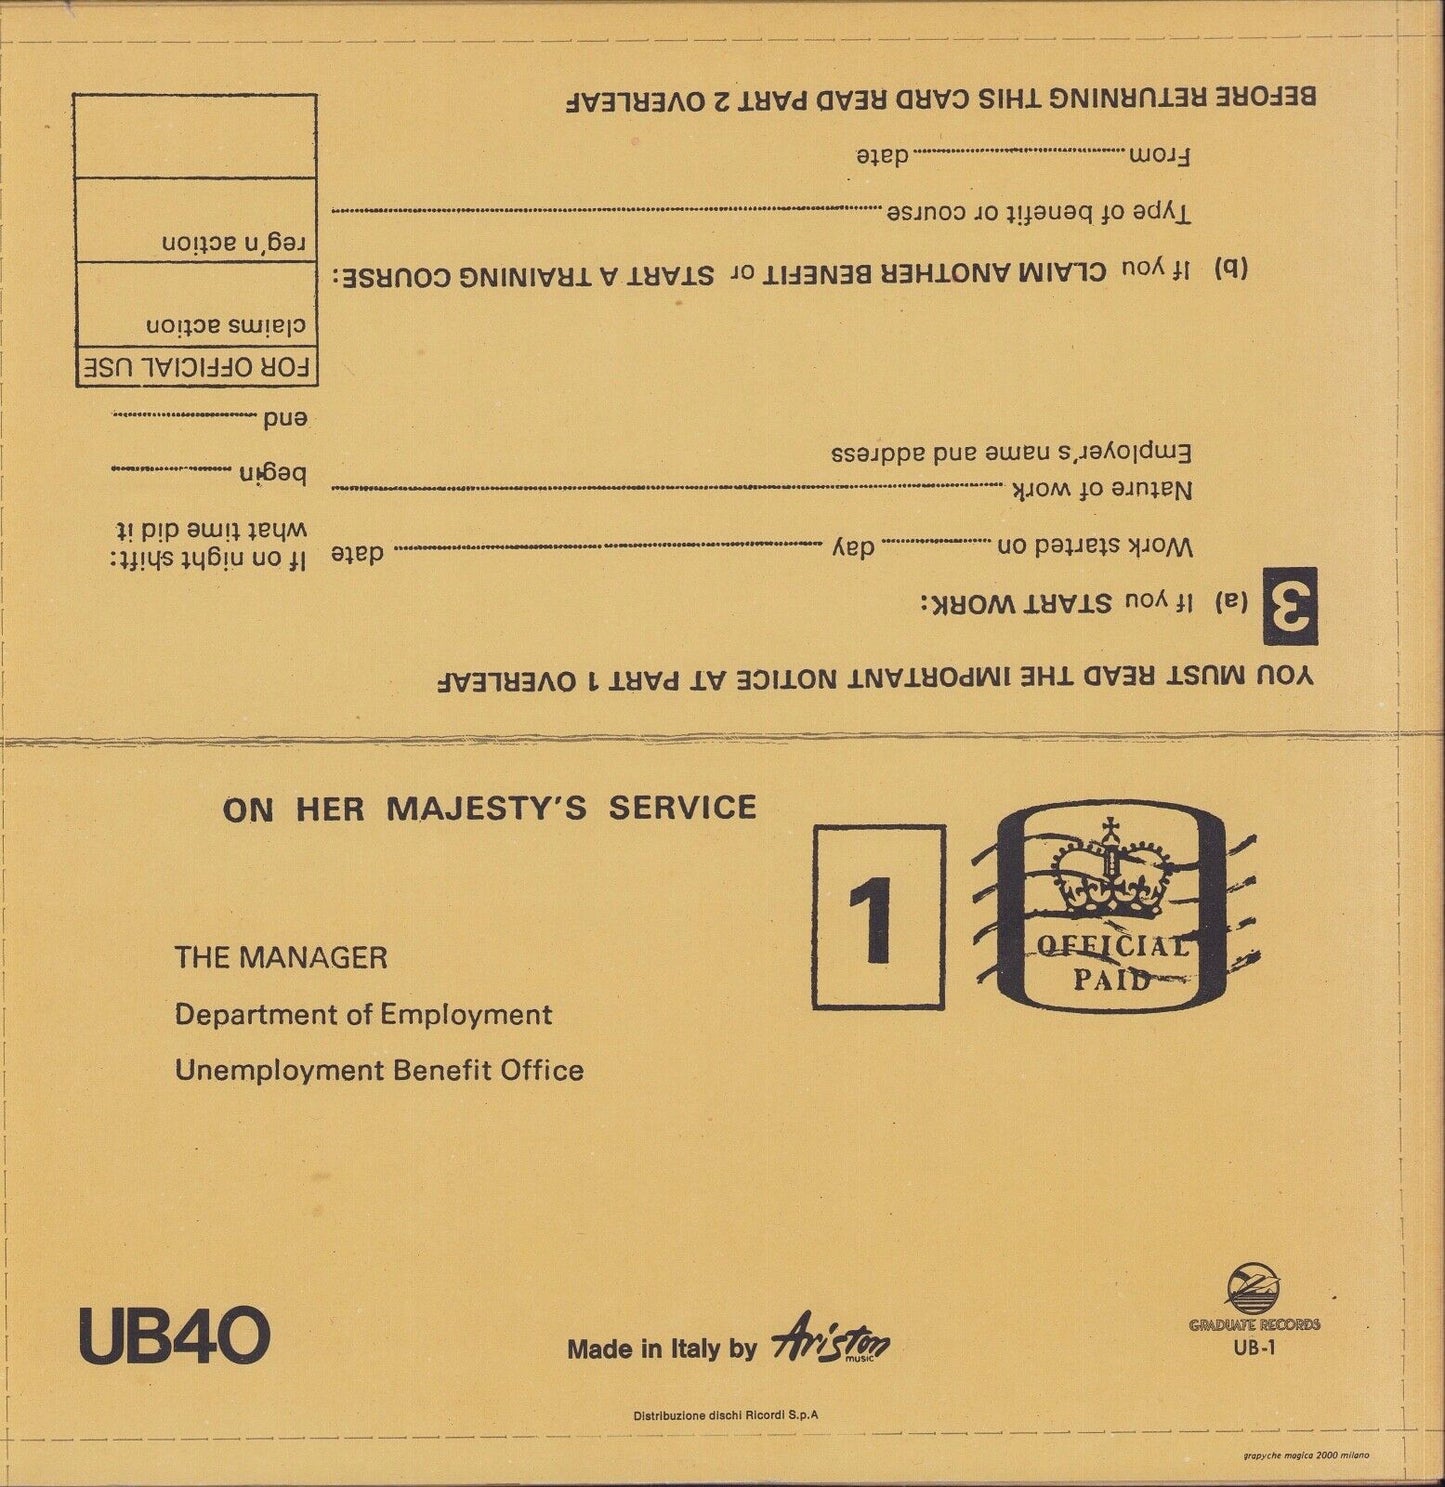 YOU MUST READ THE IMPORTANT NOTICE AT PART 1 OVERLEAF
3 (a) If you START WORK:
Work started on day date
If on night shift:
what time did it
Nature of work
begin
Employer's name and address
end
FOR OFFICIAL USE
claims action
(b) If you CLAIM ANOTHER BENEFIT or START A TRAINING COURSE:
reg'n action
Type of benefit or course
From date
BEFORE RETURNING THIS CARD READ PART 2 OVERLEAF
ON HER MAJESTY'S SERVICE
1
OFFICIAL
PAID
THE MANAGER
Department of Employment
Unemployment Benefit Office
UB40
Made in Italy by Ariston
music
GRADUATE RECORDS
UB-1
Distribuzione dischi Ricordi S.p.A
grapyche magica 2000 milano